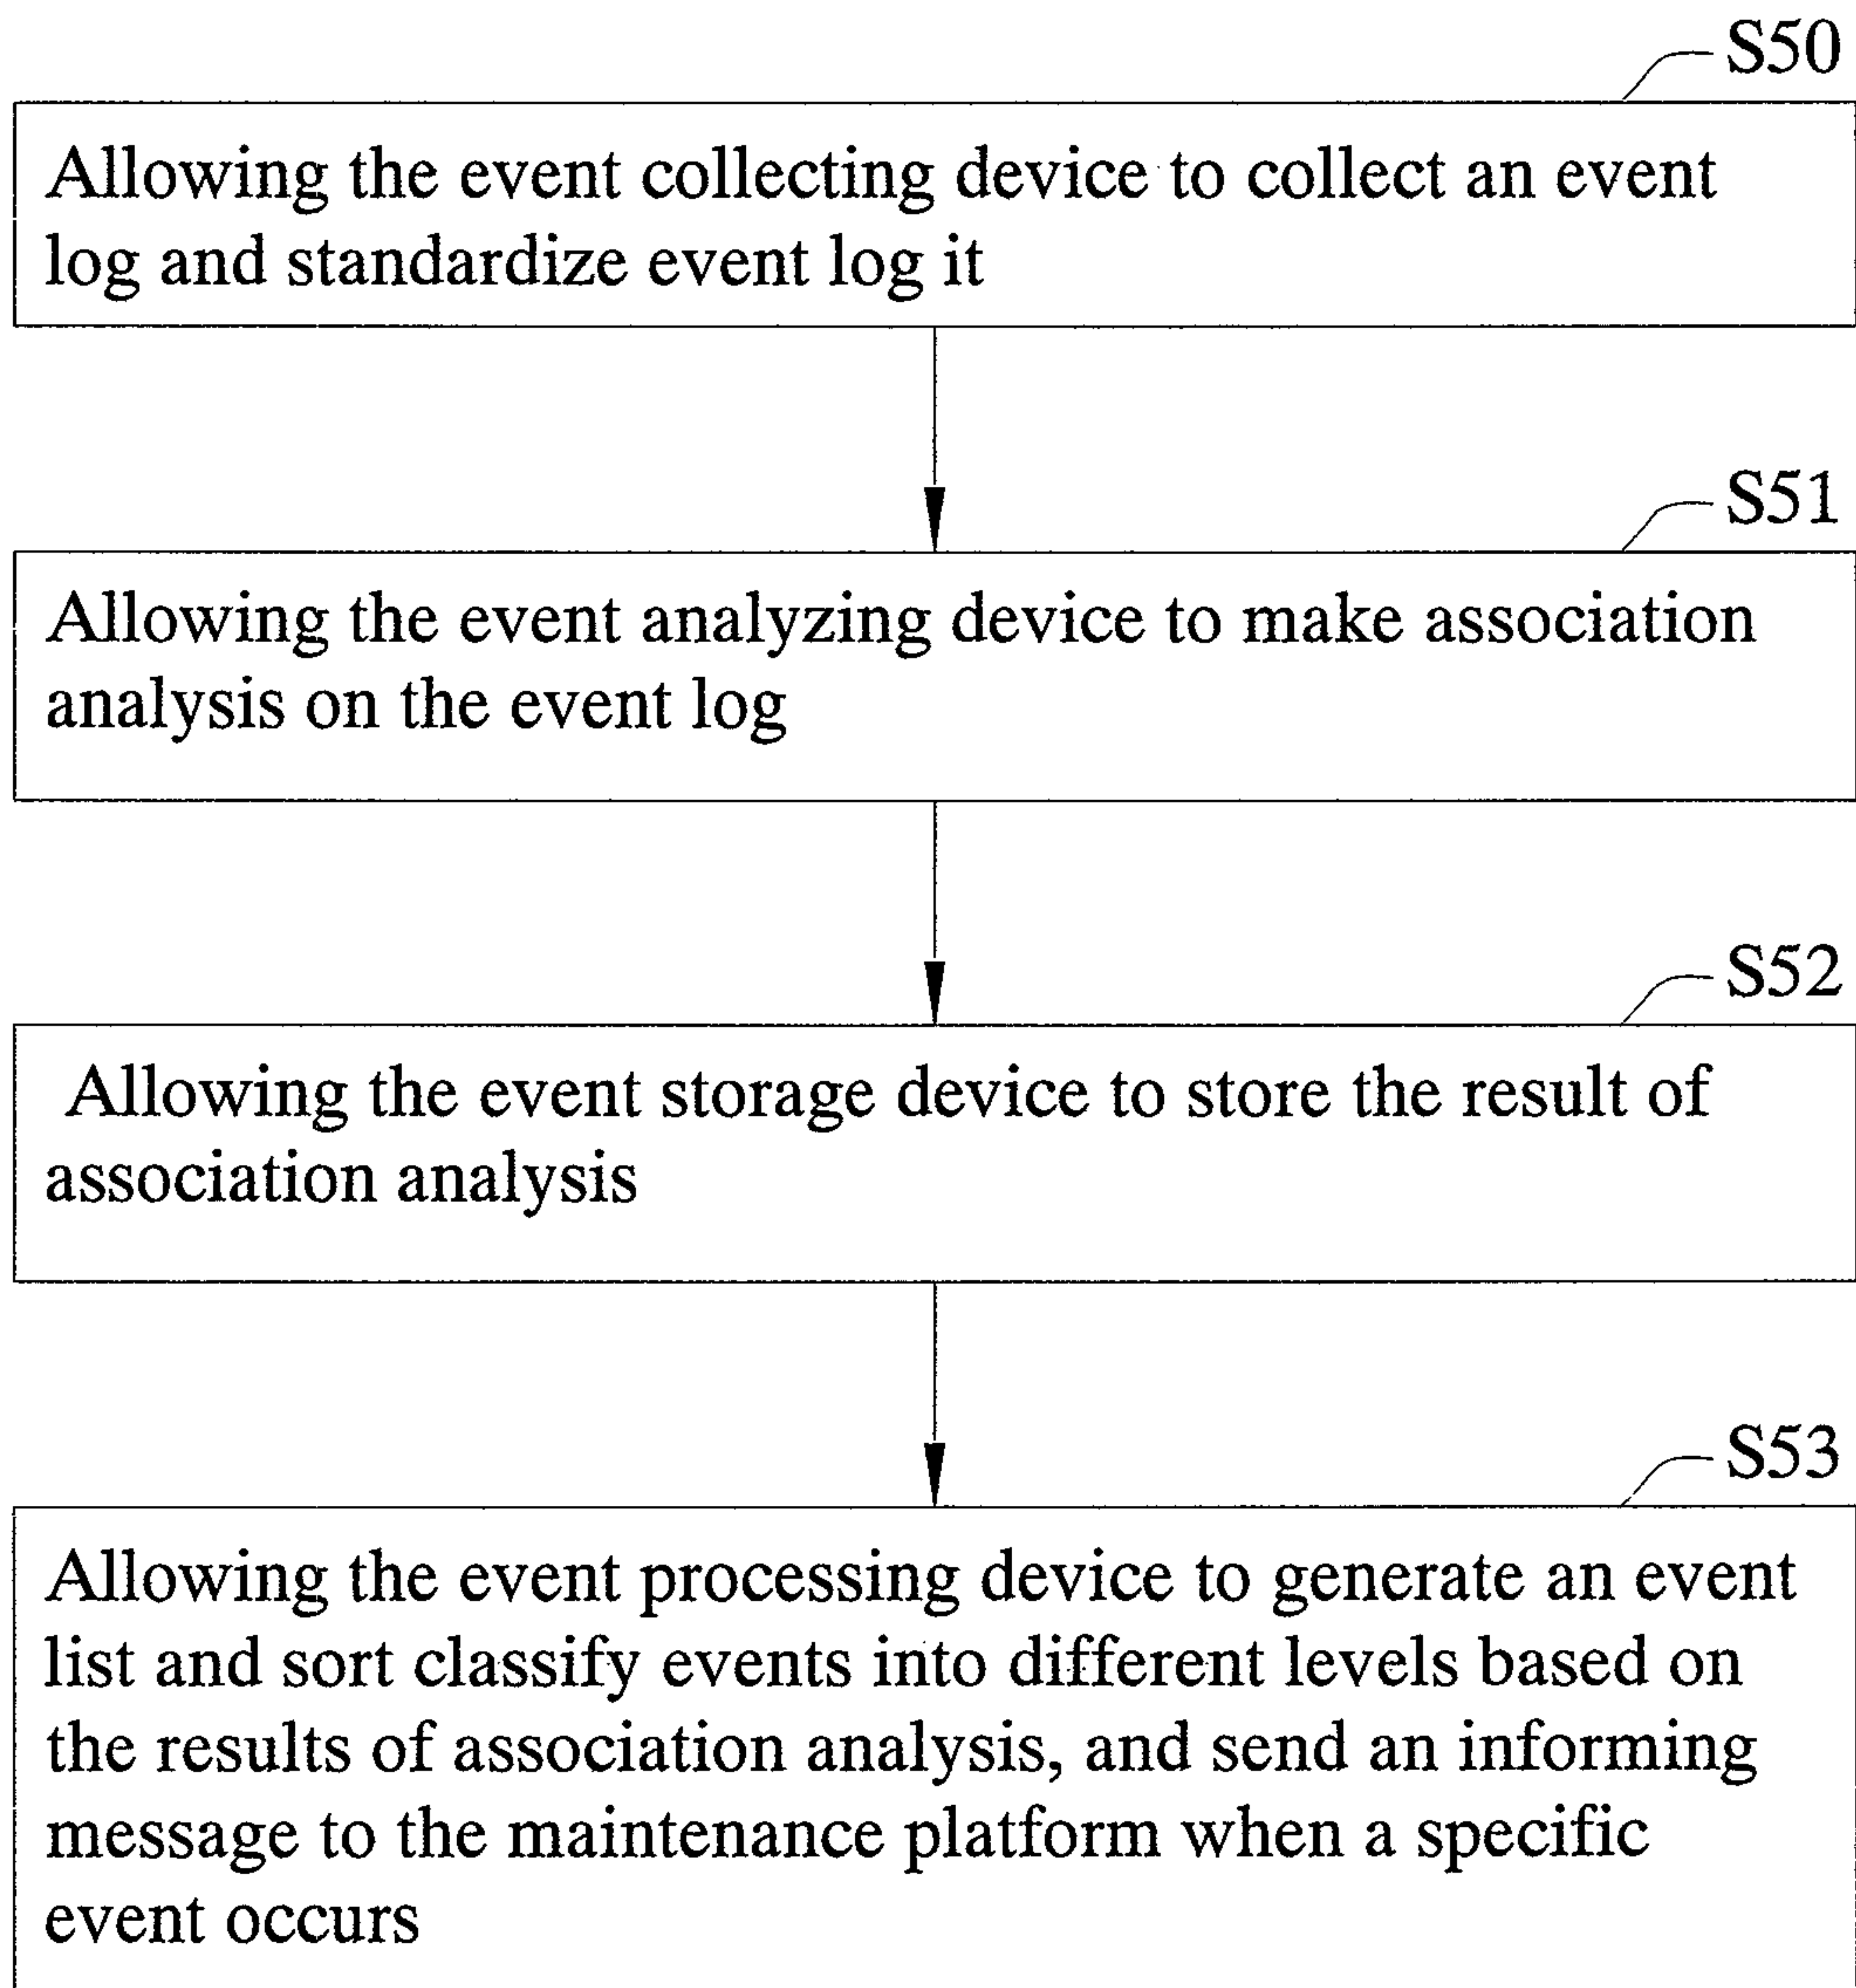 S50
Allowing the event collecting device to collect an event
log and standardize event log it
S51
Allowing the event analyzing device to make association
analysis on the event log
S52
Allowing the event storage device to store the result of
association analysis
S53
Allowing the event processing device to generate an event
list and sort classify events into different levels based on
the results of association analysis, and send an informing
message to the maintenance platform when a specific
event occurs